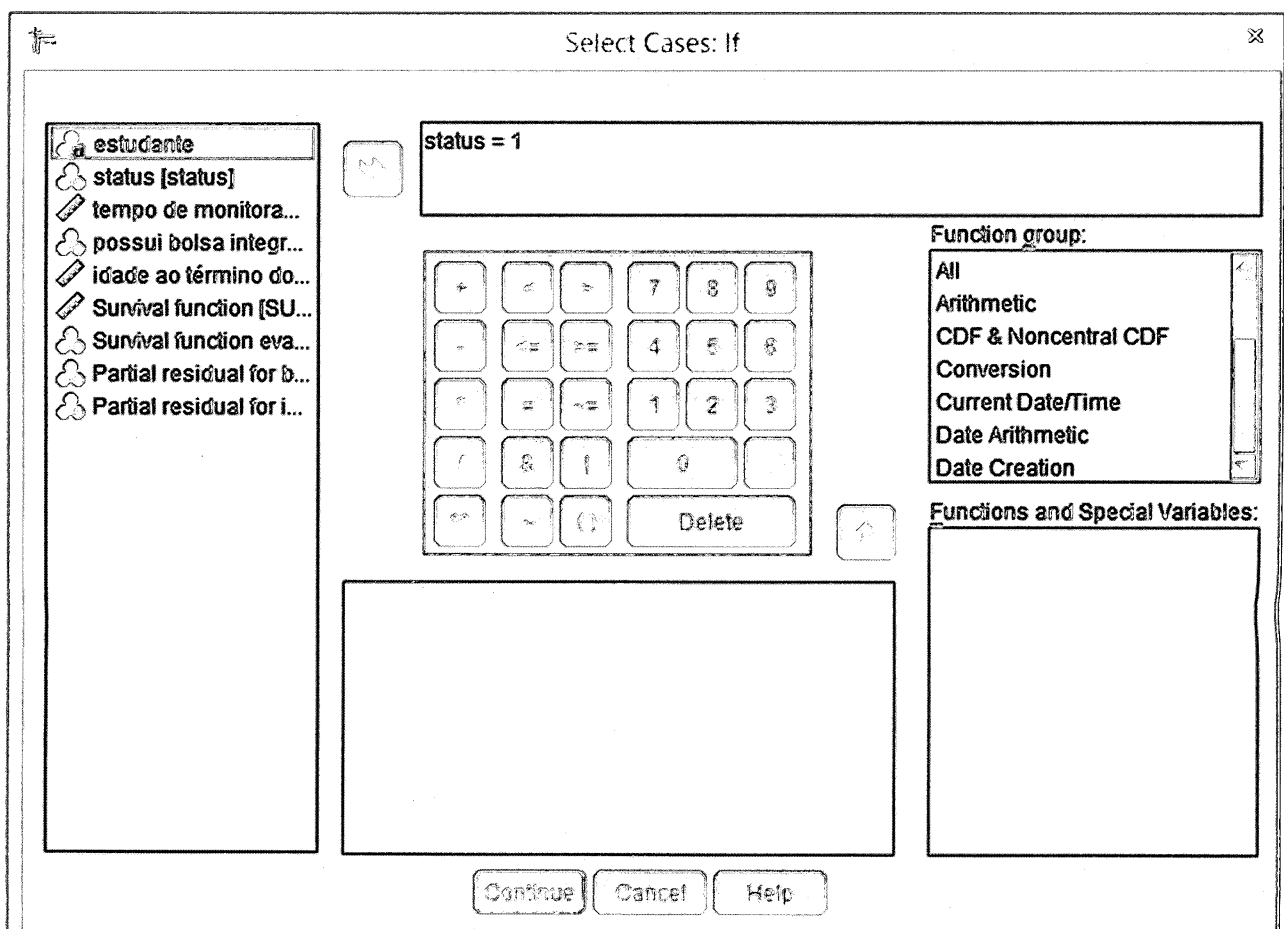 Select Cases: If
estudante
status [status]
tempo de monitora...
possui bolsa integr...
idade ao término do...
Survival function [SU...
Survival function eva...
Partial residual for b...
Partial residual for i...
status = 1
+ < > 7 8 9
- <= >= 4 5 6
* = ~= 1 2 3
/ & | 0 .
** ~ () Delete
Function group:
All
Arithmetic
CDF & Noncentral CDF
Conversion
Current Date/Time
Date Arithmetic
Date Creation
Functions and Special Variables:
Continue Cancel Help